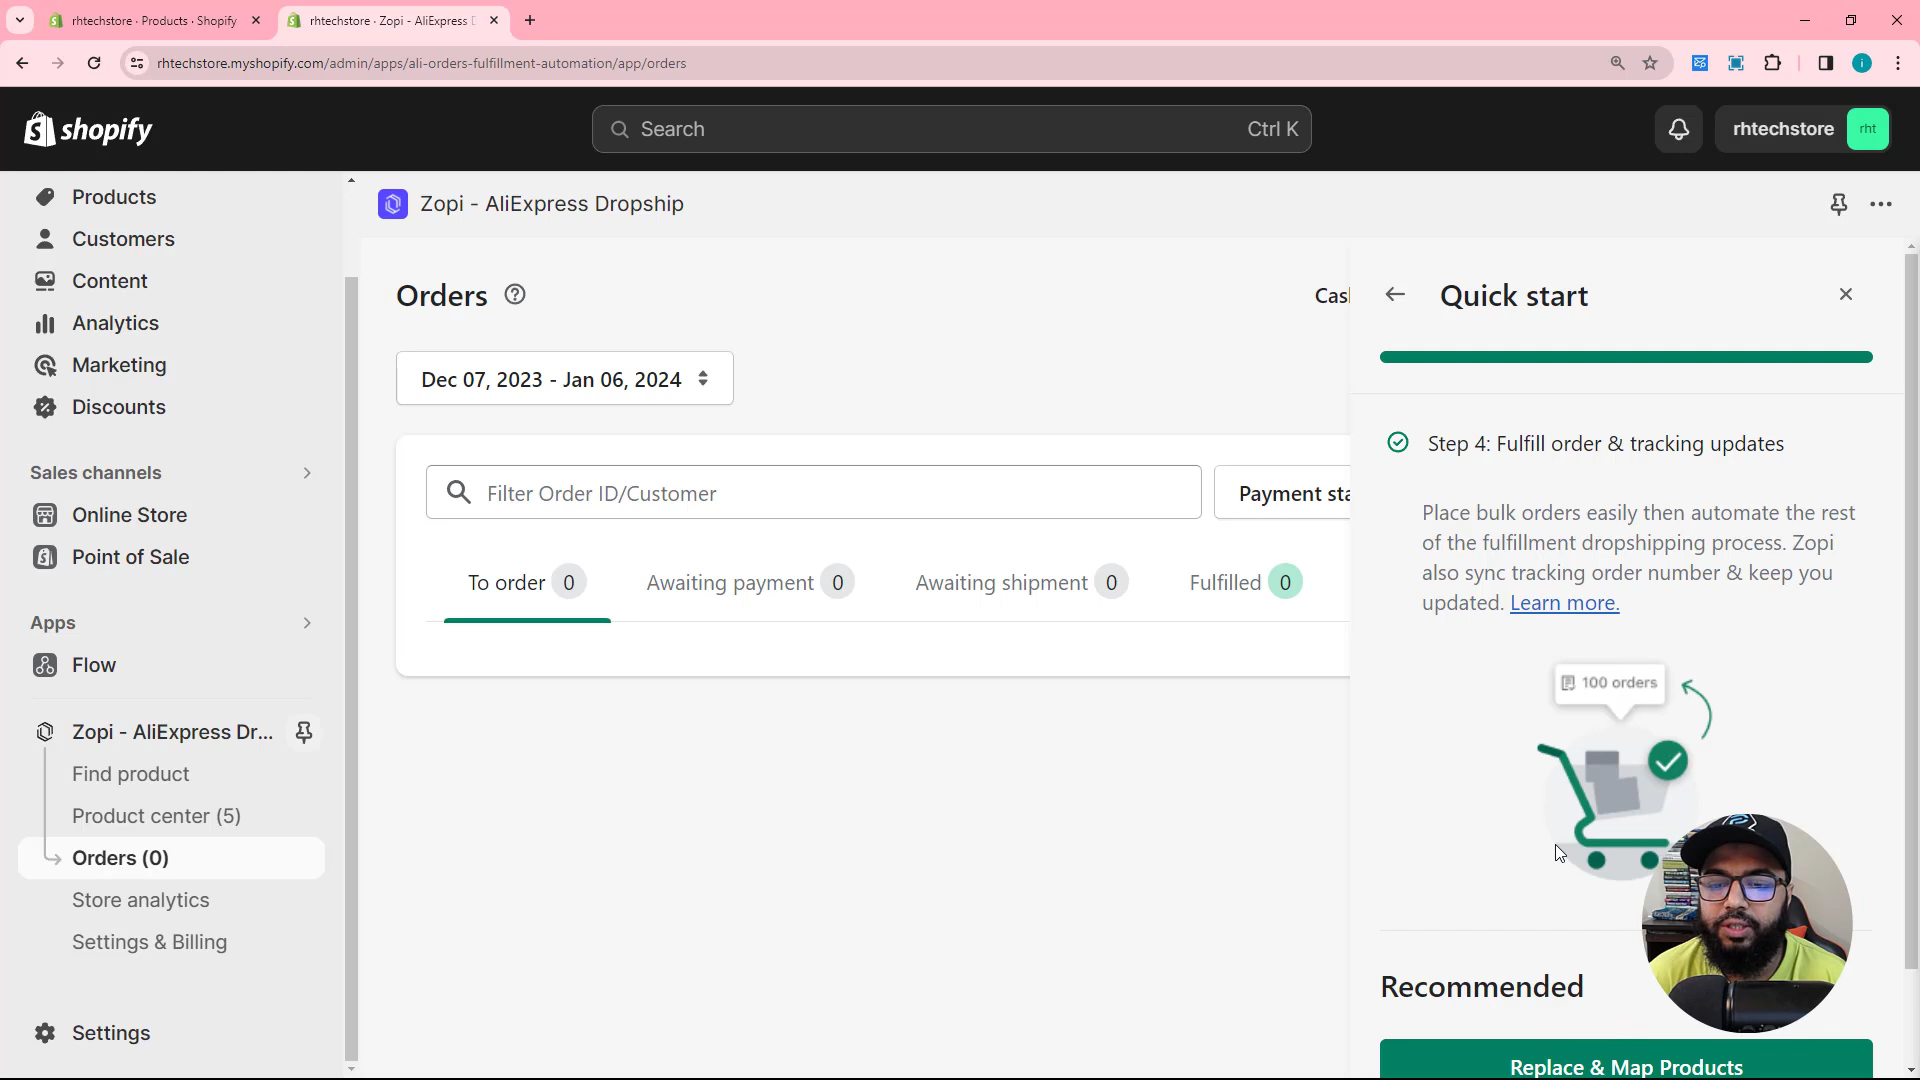 rhtechstore · Products · Shopify
rhtechstore · Zopi - AliExpress D
rhtechstore.myshopify.com/admin/apps/ali-orders-fulfillment-automation/app/orders
i
shopify
Search
Ctrl K
rhtechstore
rht
Products
Customers
Content
Analytics
Marketing
Discounts
Sales channels
Online Store
Point of Sale
Apps
Flow
Zopi - AliExpress Dr...
Find product
Product center (5)
Orders (0)
Store analytics
Settings & Billing
Settings
Zopi - AliExpress Dropship
Orders
Dec 07, 2023 - Jan 06, 2024
Filter Order ID/Customer
Payment sta
To order 0
Awaiting payment 0
Awaiting shipment 0
Fulfilled 0
Quick start
Step 4: Fulfill order & tracking updates
Place bulk orders easily then automate the rest
of the fulfillment dropshipping process. Zopi
also sync tracking order number & keep you
updated. Learn more.
100 orders
Recommended
Replace & Map Products